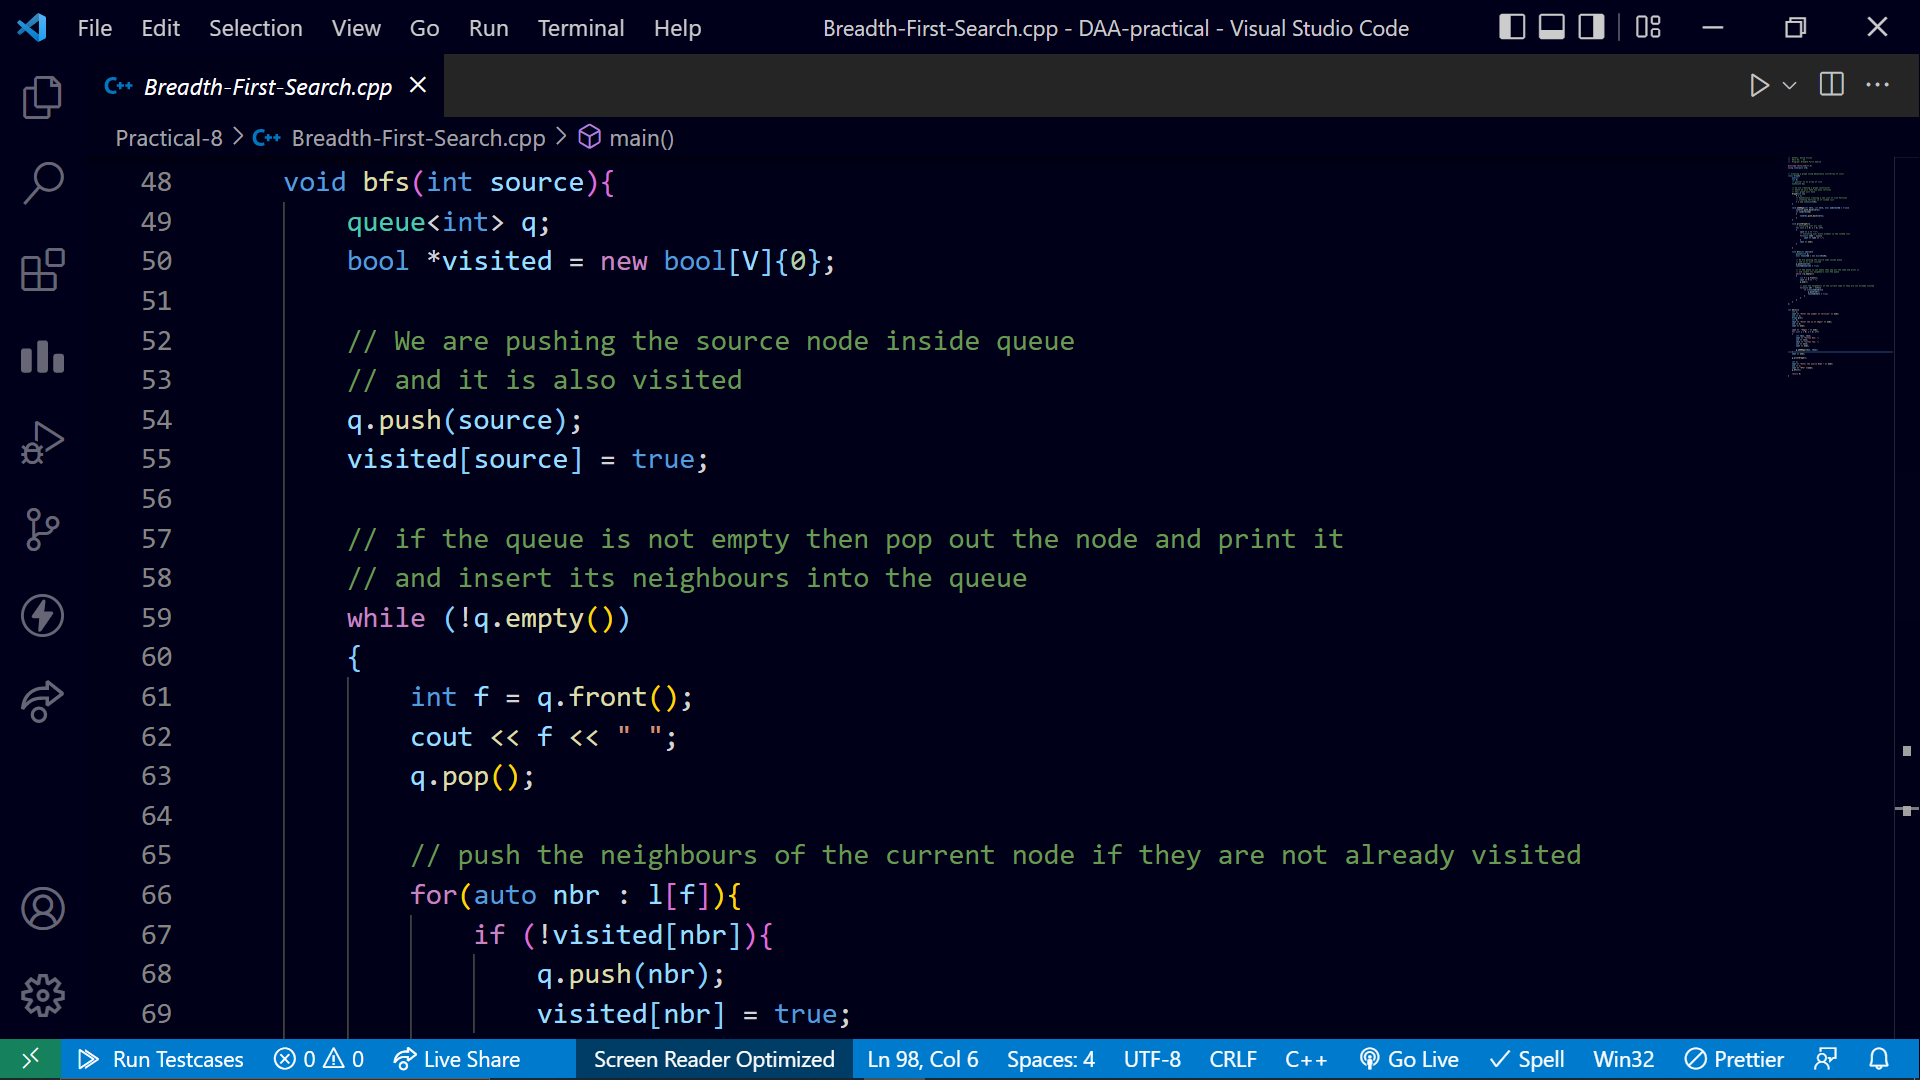 File Edit Selection View Go Run Terminal Help Breadth-First-Search.cpp - DAA-practical - Visual Studio Code
C++ Breadth-First-Search.cpp
Practical-8 > C++ Breadth-First-Search.cpp > main()
48 void bfs(int source){
49 queue<int> q;
50 bool *visited = new bool[V]{0};
51
52 // We are pushing the source node inside queue
53 // and it is also visited
54 q.push(source);
55 visited[source] = true;
56
57 // if the queue is not empty then pop out the node and print it
58 // and insert its neighbours into the queue
59 while (!q.empty())
60 {
61 int f = q.front();
62 cout << f << " ";
63 q.pop();
64
65 // push the neighbours of the current node if they are not already visited
66 for(auto nbr : l[f]){
67 if (!visited[nbr]){
68 q.push(nbr);
69 visited[nbr] = true;
Run Testcases 0 0 Live Share Screen Reader Optimized Ln 98, Col 6 Spaces: 4 UTF-8 CRLF C++ Go Live Spell Win32 Prettier